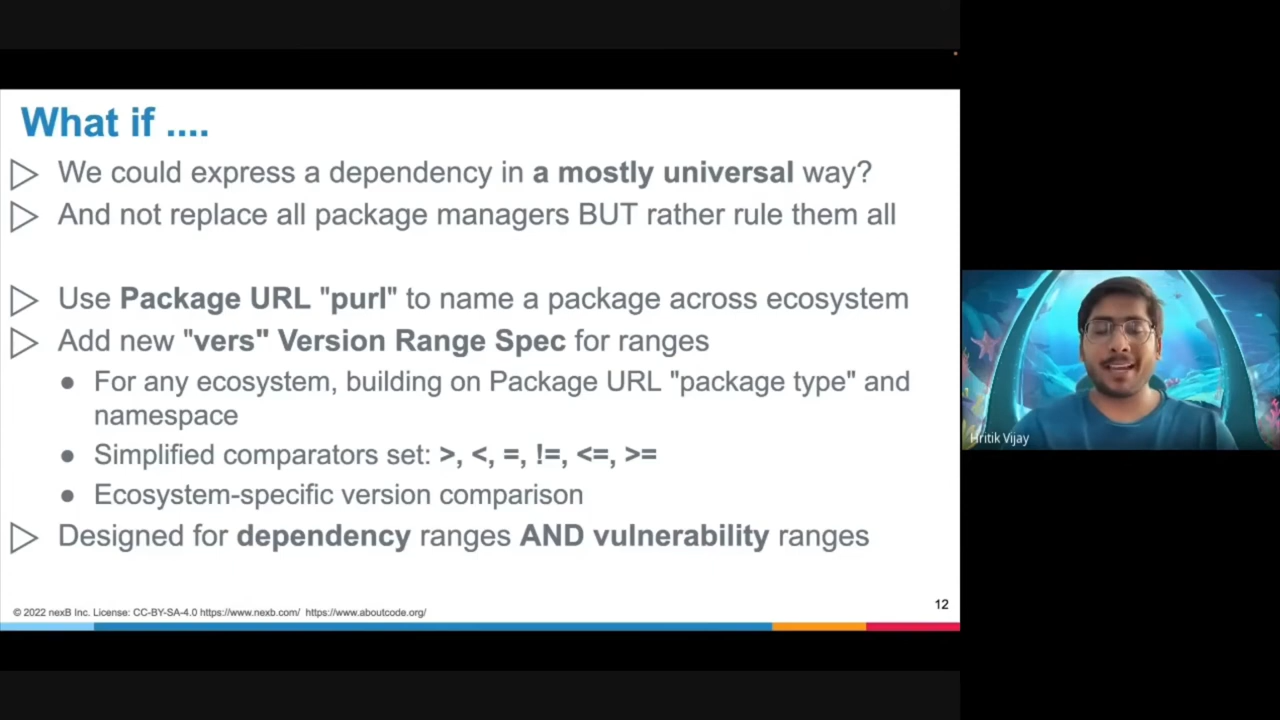 What if ....
We could express a dependency in a mostly universal way?
And not replace all package managers BUT rather rule them all
Use Package URL "purl" to name a package across ecosystem
Add new "vers" Version Range Spec for ranges
For any ecosystem, building on Package URL "package type" and
namespace
Simplified comparators set: >, <, =, !=, <=, >=
Ecosystem-specific version comparison
Designed for dependency ranges AND vulnerability ranges
© 2022 nexB Inc. License: CC-BY-SA-4.0 https://www.nexb.com/ https://www.aboutcode.org/
12
Hritik Vijay